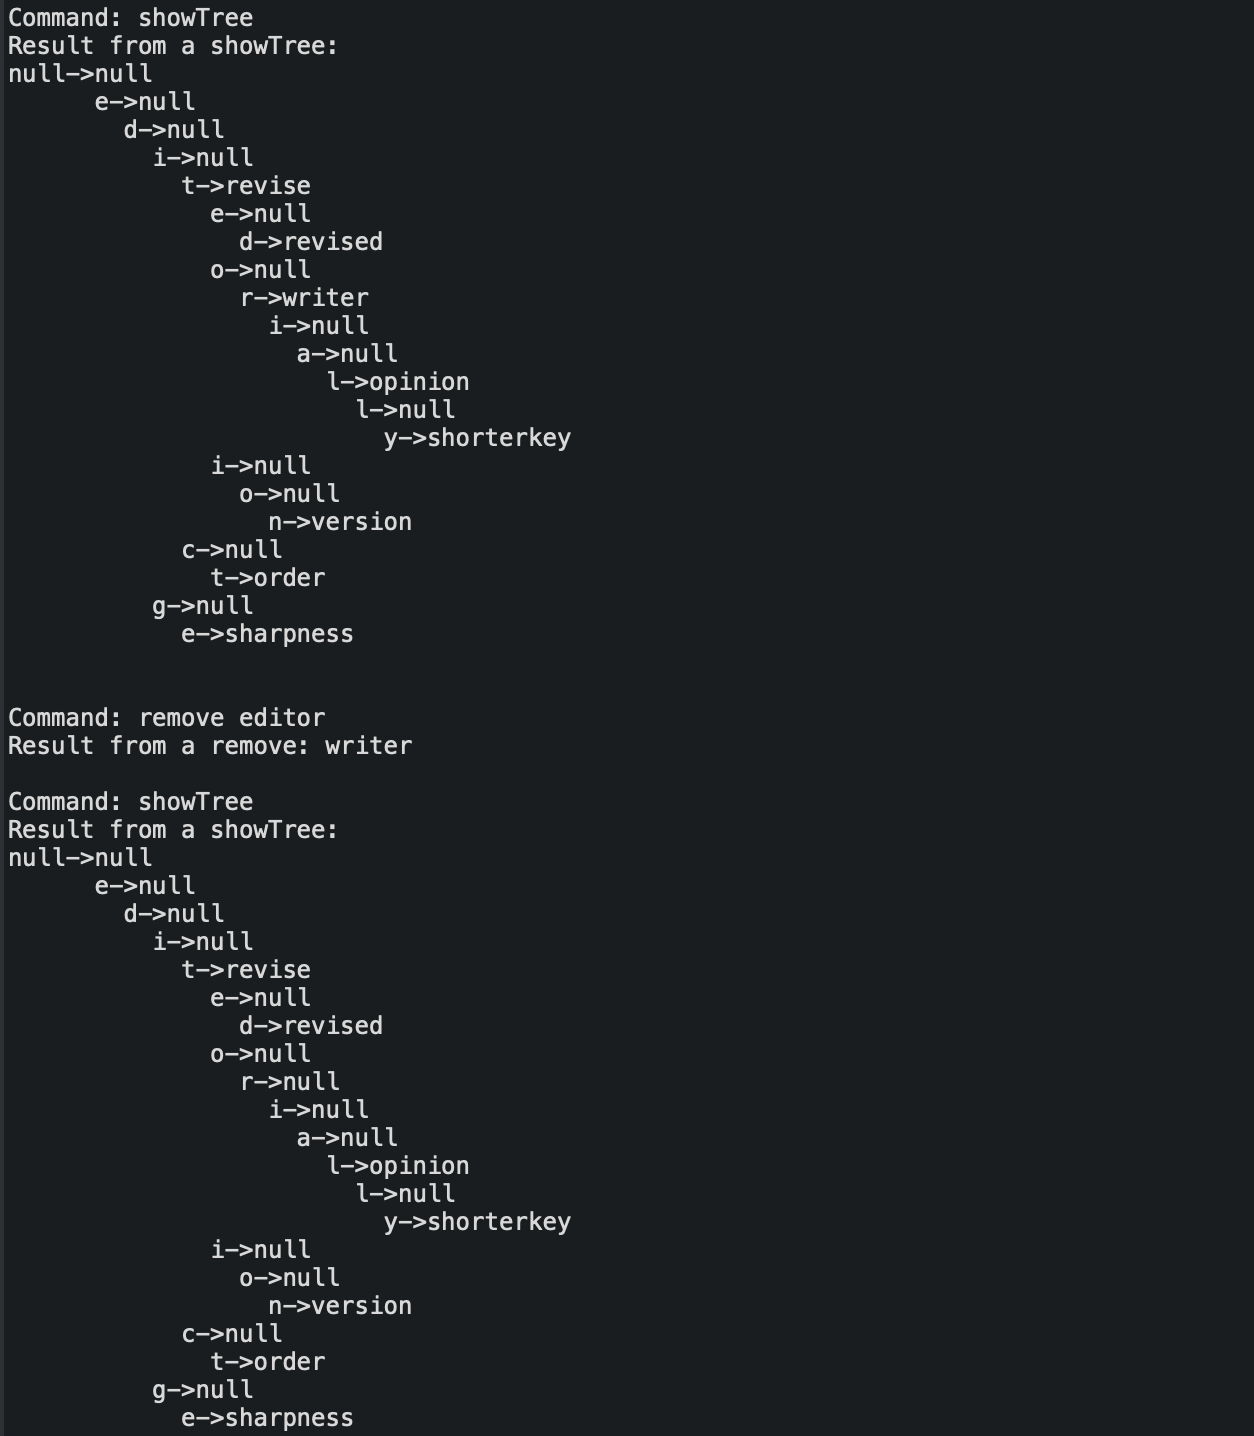 Command: showTree
Result from a showTree:
null->null
      e->null
        d->null
          i->null
            t->revise
              e->null
                d->revised
              o->null
                r->writer
                  i->null
                    a->null
                      l->opinion
                        l->null
                          y->shorterkey
              i->null
                o->null
                  n->version
            c->null
              t->order
          g->null
            e->sharpness


Command: remove editor
Result from a remove: writer

Command: showTree
Result from a showTree:
null->null
      e->null
        d->null
          i->null
            t->revise
              e->null
                d->revised
              o->null
                r->null
                  i->null
                    a->null
                      l->opinion
                        l->null
                          y->shorterkey
              i->null
                o->null
                  n->version
            c->null
              t->order
          g->null
            e->sharpness